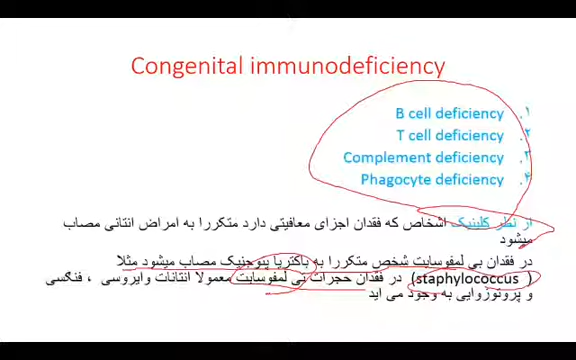 Congenital immunodeficiency
۱. B cell deficiency
۲. T cell deficiency
۳. Complement deficiency
۴. Phagocyte deficiency
از نظر کلینیک اشخاص که فقدان اجزای معافیتی دارد متکررا به امراض انتانی مصاب
میشود
در فقدان بی لمفوسایت شخص متکررا به باکتریا پیوجنیک مصاب میشود مثلا
( staphylococcus) در فقدان حجرات تی لمفوسایت معمولا انتانات وایروسی ، فنگسی
و پروتوزوایی به وجود می اید